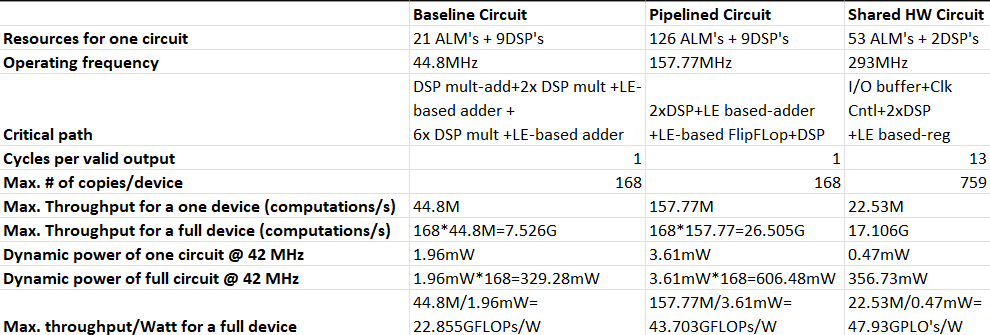 Baseline Circuit Pipelined Circuit Shared HW Circuit
Resources for one circuit 21 ALM's + 9DSP's 126 ALM's + 9DSP's 53 ALM's + 2DSP's
Operating frequency 44.8MHz 157.77MHz 293MHz
DSP mult-add+2x DSP mult +LE- I/O buffer+Clk
based adder + 2xDSP+LE based-adder Cntl+2xDSP
Critical path 6x DSP mult +LE-based adder +LE-based FlipFLop+DSP +LE based-reg
Cycles per valid output 1 1 13
Max. # of copies/device 168 168 759
Max. Throughput for a one device (computations/s) 44.8M 157.77M 22.53M
Max. Throughput for a full device (computations/s) 168*44.8M=7.526G 168*157.77=26.505G 17.106G
Dynamic power of one circuit @ 42 MHz 1.96mW 3.61mW 0.47mW
Dynamic power of full circuit @ 42 MHz 1.96mW*168=329.28mW 3.61mW*168=606.48mW 356.73mW
44.8M/1.96mW= 157.77M/3.61mW= 22.53M/0.47mW=
Max. throughput/Watt for a full device 22.855GFLOPs/W 43.703GFLOPs/W 47.93GPLO's/W